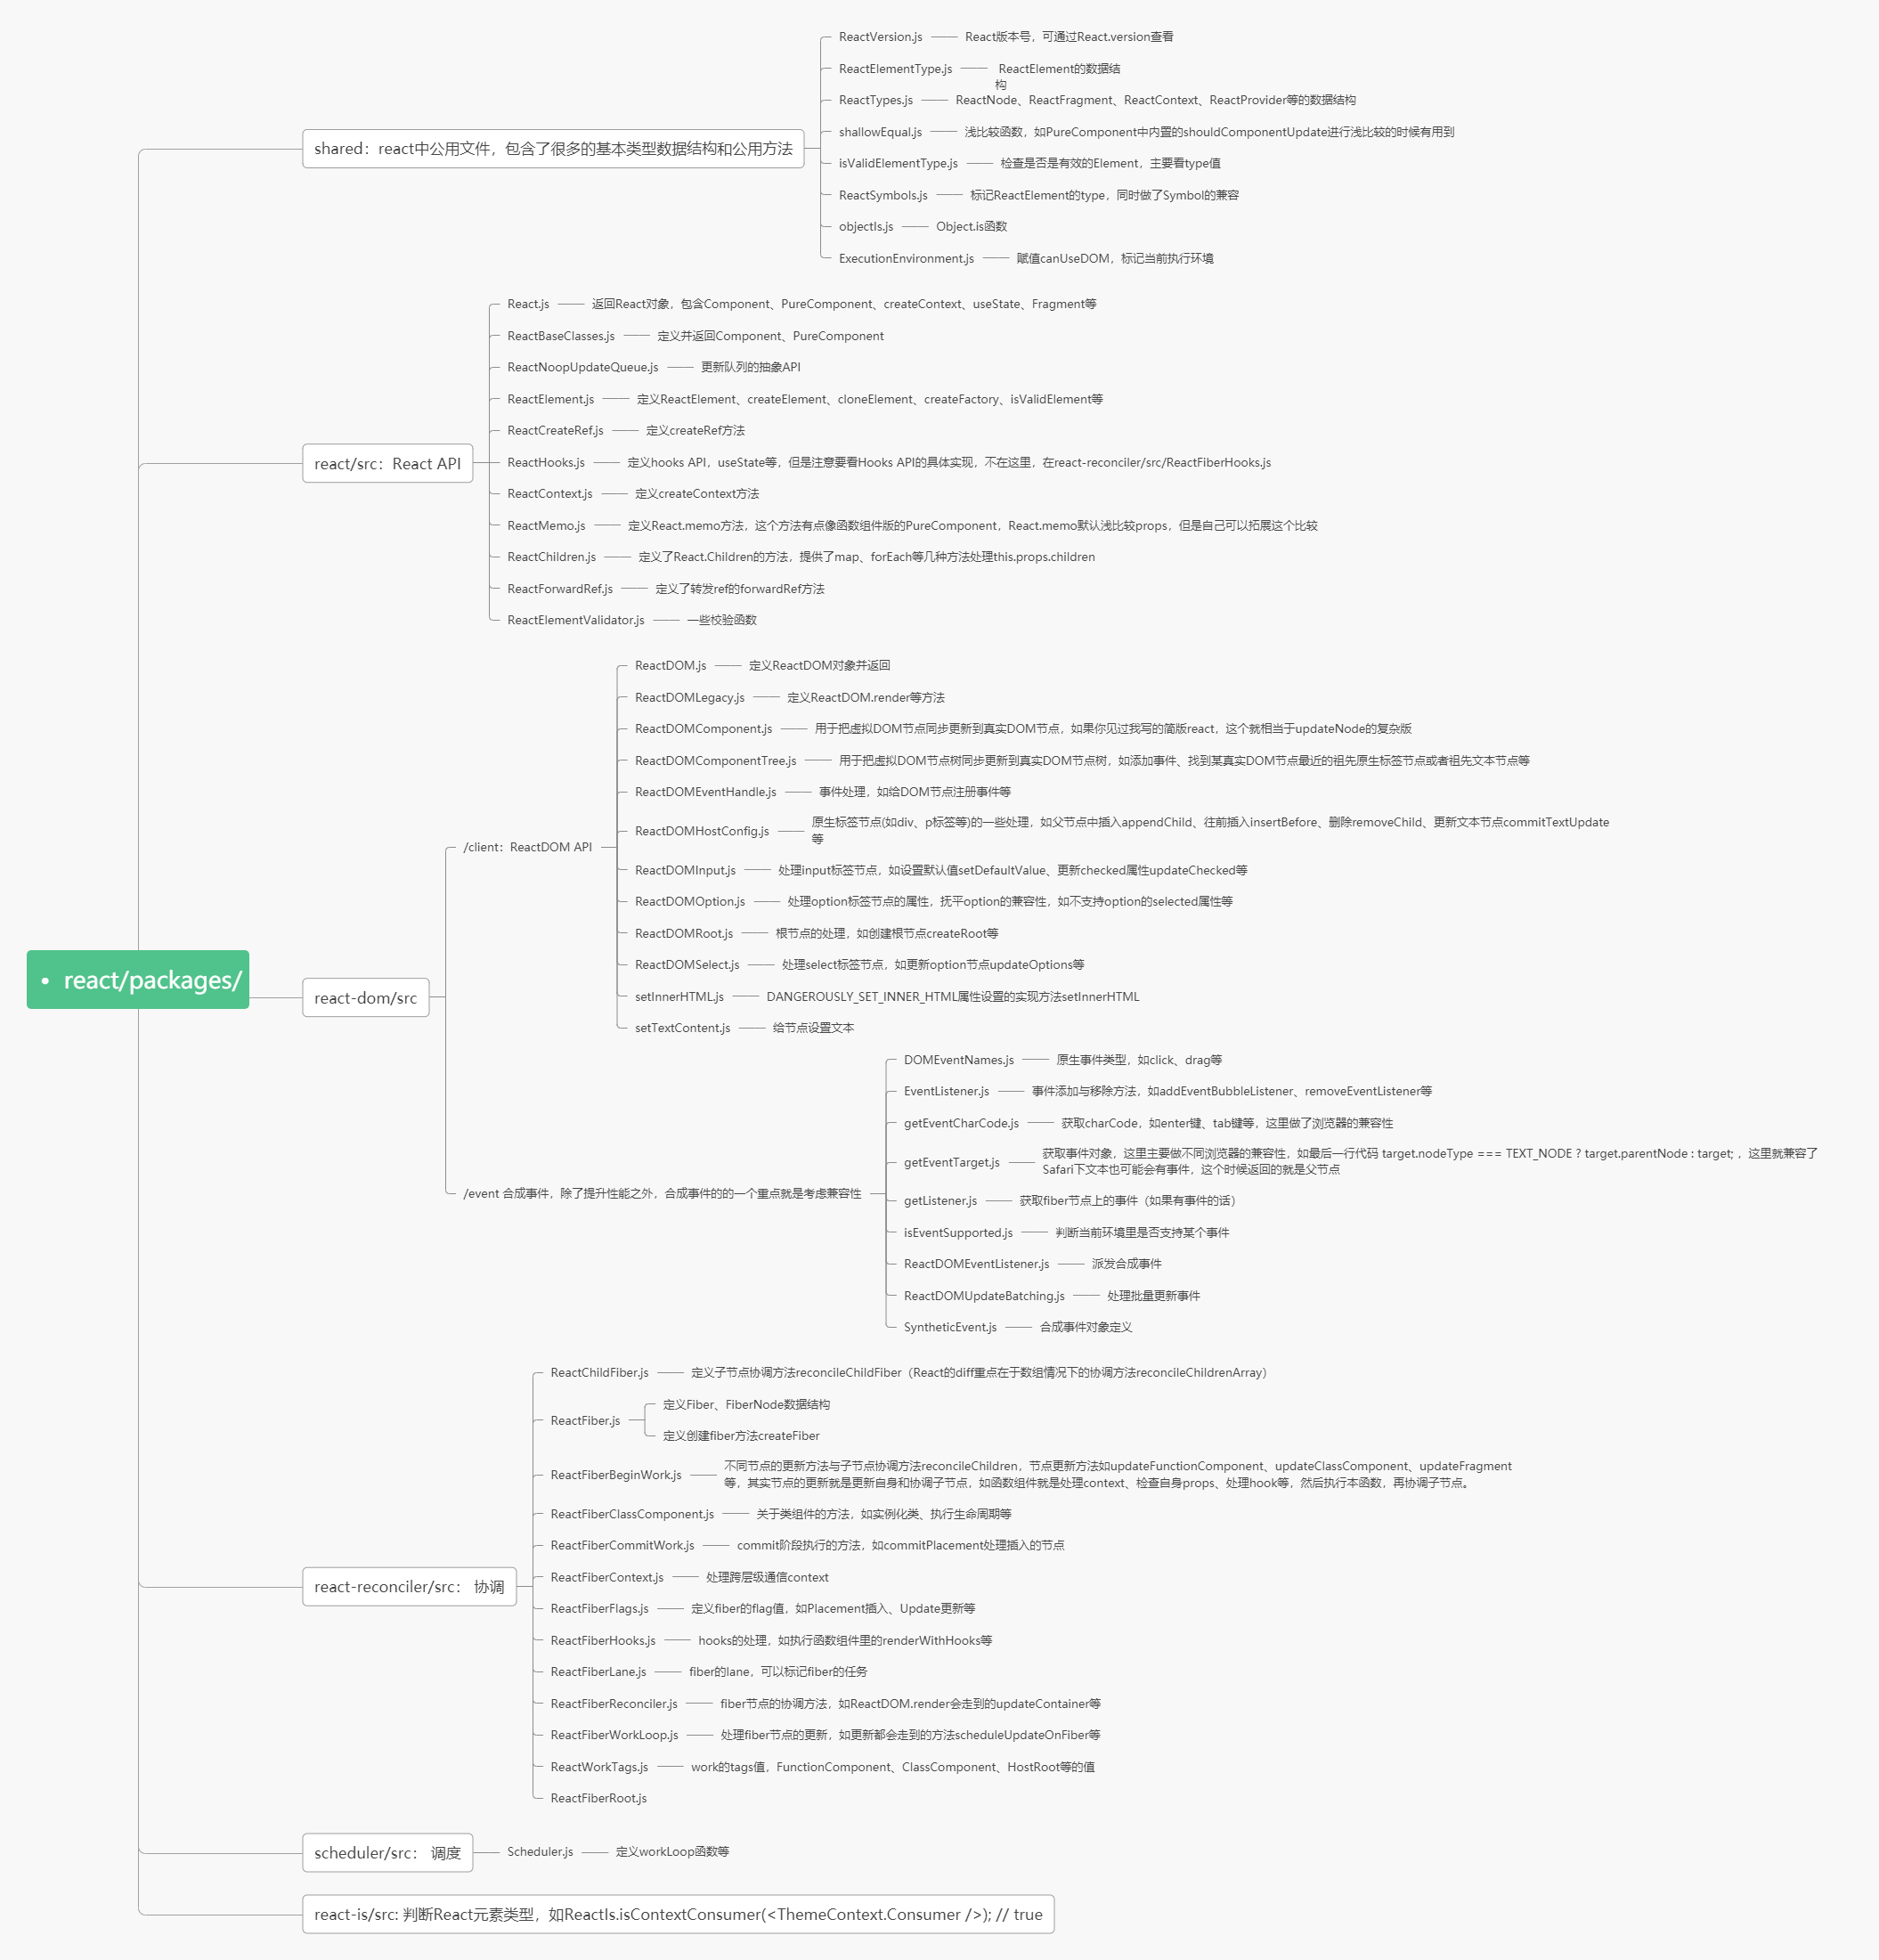 • react/packages/
shared：react中公用文件，包含了很多的基本类型数据结构和公用方法
ReactVersion.js
React版本号，可通过React.version查看
ReactElementType.js
ReactElement的数据结
构
ReactTypes.js
ReactNode、ReactFragment、ReactContext、ReactProvider等的数据结构
shallowEqual.js
浅比较函数，如PureComponent中内置的shouldComponentUpdate进行浅比较的时候有用到
isValidElementType.js
检查是否是有效的Element，主要看type值
ReactSymbols.js
标记ReactElement的type，同时做了Symbol的兼容
objectIs.js
Object.is函数
ExecutionEnvironment.js
赋值canUseDOM，标记当前执行环境
react/src：React API
React.js
返回React对象，包含Component、PureComponent、createContext、useState、Fragment等
ReactBaseClasses.js
定义并返回Component、PureComponent
ReactNoopUpdateQueue.js
更新队列的抽象API
ReactElement.js
定义ReactElement、createElement、cloneElement、createFactory、isValidElement等
ReactCreateRef.js
定义createRef方法
ReactHooks.js
定义hooks API，useState等，但是注意要看Hooks API的具体实现，不在这里，在react-reconciler/src/ReactFiberHooks.js
ReactContext.js
定义createContext方法
ReactMemo.js
定义React.memo方法，这个方法有点像函数组件版的PureComponent，React.memo默认浅比较props，但是自己可以拓展这个比较
ReactChildren.js
定义了React.Children的方法，提供了map、forEach等几种方法处理this.props.children
ReactForwardRef.js
定义了转发ref的forwardRef方法
ReactElementValidator.js
一些校验函数
react-dom/src
/client：ReactDOM API
ReactDOM.js
定义ReactDOM对象并返回
ReactDOMLegacy.js
定义ReactDOM.render等方法
ReactDOMComponent.js
用于把虚拟DOM节点同步更新到真实DOM节点，如果你见过我写的简版react，这个就相当于updateNode的复杂版
ReactDOMComponentTree.js
用于把虚拟DOM节点树同步更新到真实DOM节点树，如添加事件、找到某真实DOM节点最近的祖先原生标签节点或者祖先文本节点等
ReactDOMEventHandle.js
事件处理，如给DOM节点注册事件等
ReactDOMHostConfig.js
原生标签节点(如div、p标签等)的一些处理，如父节点中插入appendChild、往前插入insertBefore、删除removeChild、更新文本节点commitTextUpdate
等
ReactDOMInput.js
处理input标签节点，如设置默认值setDefaultValue、更新checked属性updateChecked等
ReactDOMOption.js
处理option标签节点的属性，抚平option的兼容性，如不支持option的selected属性等
ReactDOMRoot.js
根节点的处理，如创建根节点createRoot等
ReactDOMSelect.js
处理select标签节点，如更新option节点updateOptions等
setInnerHTML.js
DANGEROUSLY_SET_INNER_HTML属性设置的实现方法setInnerHTML
setTextContent.js
给节点设置文本
/event 合成事件，除了提升性能之外，合成事件的的一个重点就是考虑兼容性
DOMEventNames.js
原生事件类型，如click、drag等
EventListener.js
事件添加与移除方法，如addEventBubbleListener、removeEventListener等
getEventCharCode.js
获取charCode，如enter键、tab键等，这里做了浏览器的兼容性
getEventTarget.js
获取事件对象，这里主要做不同浏览器的兼容性，如最后一行代码 target.nodeType === TEXT_NODE ? target.parentNode : target; ，这里就兼容了
Safari下文本也可能会有事件，这个时候返回的就是父节点
getListener.js
获取fiber节点上的事件（如果有事件的话）
isEventSupported.js
判断当前环境里是否支持某个事件
ReactDOMEventListener.js
派发合成事件
ReactDOMUpdateBatching.js
处理批量更新事件
SyntheticEvent.js
合成事件对象定义
react-reconciler/src： 协调
ReactChildFiber.js
定义子节点协调方法reconcileChildFiber（React的diff重点在于数组情况下的协调方法reconcileChildrenArray）
ReactFiber.js
定义Fiber、FiberNode数据结构
定义创建fiber方法createFiber
ReactFiberBeginWork.js
不同节点的更新方法与子节点协调方法reconcileChildren，节点更新方法如updateFunctionComponent、updateClassComponent、updateFragment
等，其实节点的更新就是更新自身和协调子节点，如函数组件就是处理context、检查自身props、处理hook等，然后执行本函数，再协调子节点。
ReactFiberClassComponent.js
关于类组件的方法，如实例化类、执行生命周期等
ReactFiberCommitWork.js
commit阶段执行的方法，如commitPlacement处理插入的节点
ReactFiberContext.js
处理跨层级通信context
ReactFiberFlags.js
定义fiber的flag值，如Placement插入、Update更新等
ReactFiberHooks.js
hooks的处理，如执行函数组件里的renderWithHooks等
ReactFiberLane.js
fiber的lane，可以标记fiber的任务
ReactFiberReconciler.js
fiber节点的协调方法，如ReactDOM.render会走到的updateContainer等
ReactFiberWorkLoop.js
处理fiber节点的更新，如更新都会走到的方法scheduleUpdateOnFiber等
ReactWorkTags.js
work的tags值，FunctionComponent、ClassComponent、HostRoot等的值
ReactFiberRoot.js
scheduler/src： 调度
Scheduler.js
定义workLoop函数等
react-is/src: 判断React元素类型，如ReactIs.isContextConsumer(<ThemeContext.Consumer />); // true